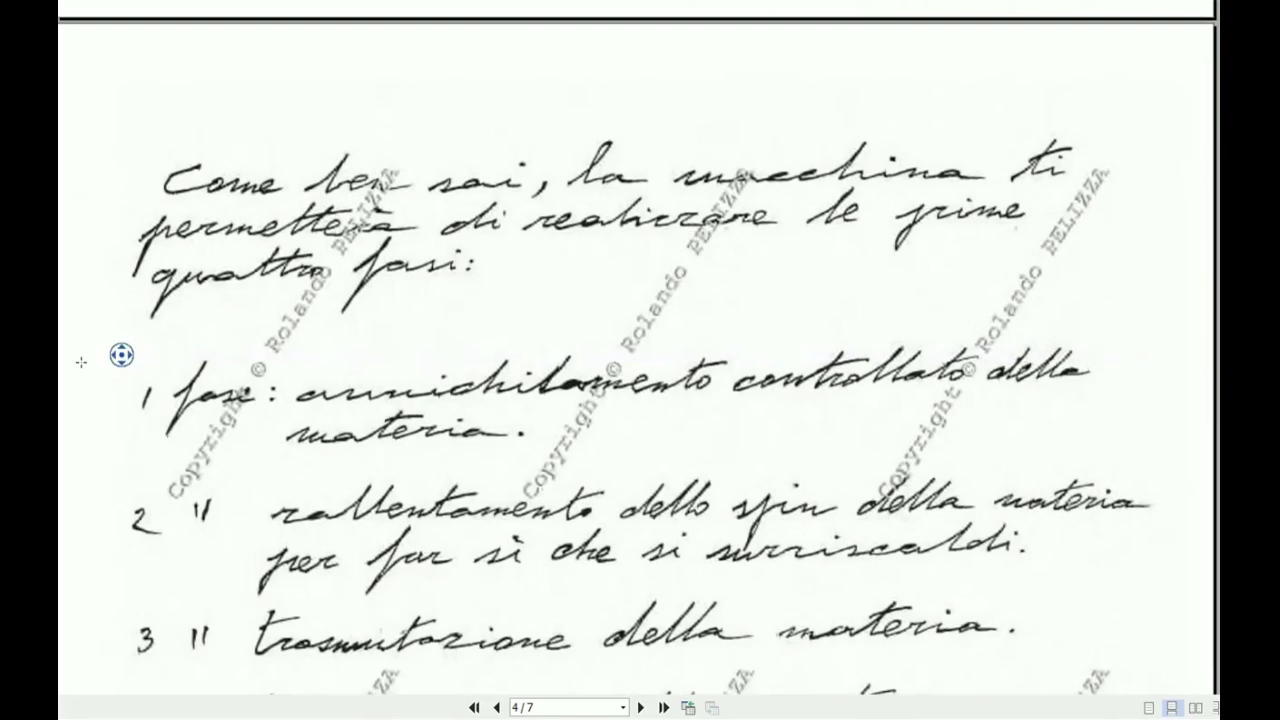 Come ben sai, la macchina ti
permetterà di realizzare le prime
quattro fasi:
1 fase: annichilamento controllato della
materia.
2 " rallentamento dello spin della materia
per far sì che si surriscaldi.
3 " trasmutazione della materia.
Copyright © Rolando PELIZZA
Copyright © Rolando PELIZZA
Copyright © Rolando PELIZZA
4/7